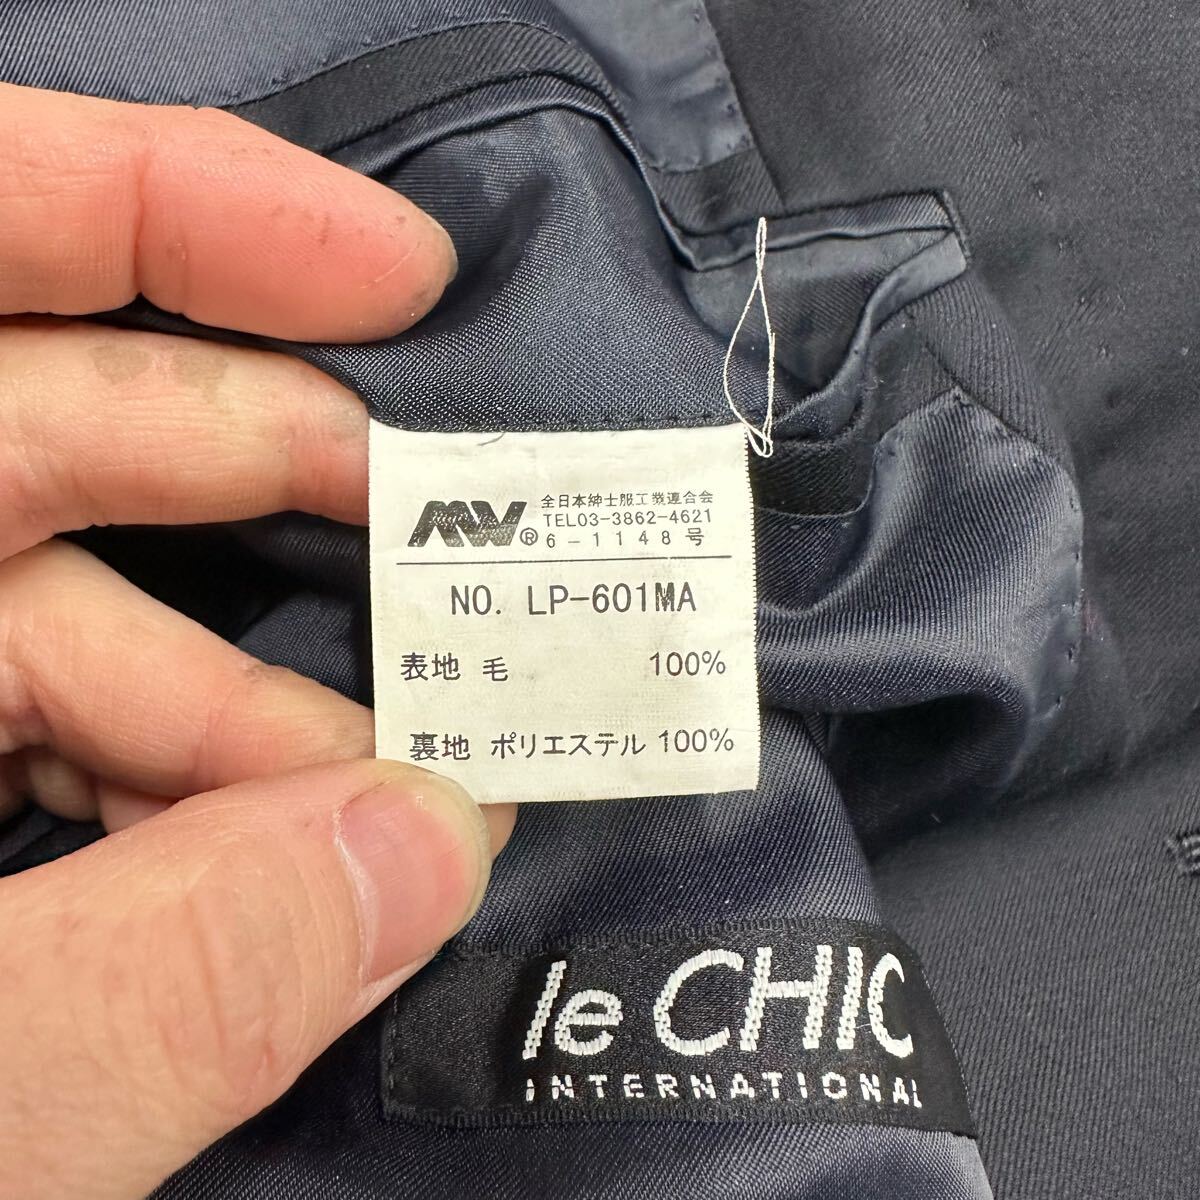 MW® 全日本紳士服工業連合会
TEL03-3862-4621
6-1148号
NO. LP-601MA
表地 毛 100%
裏地 ポリエステル 100%
le CHIC
INTERNATIONAL